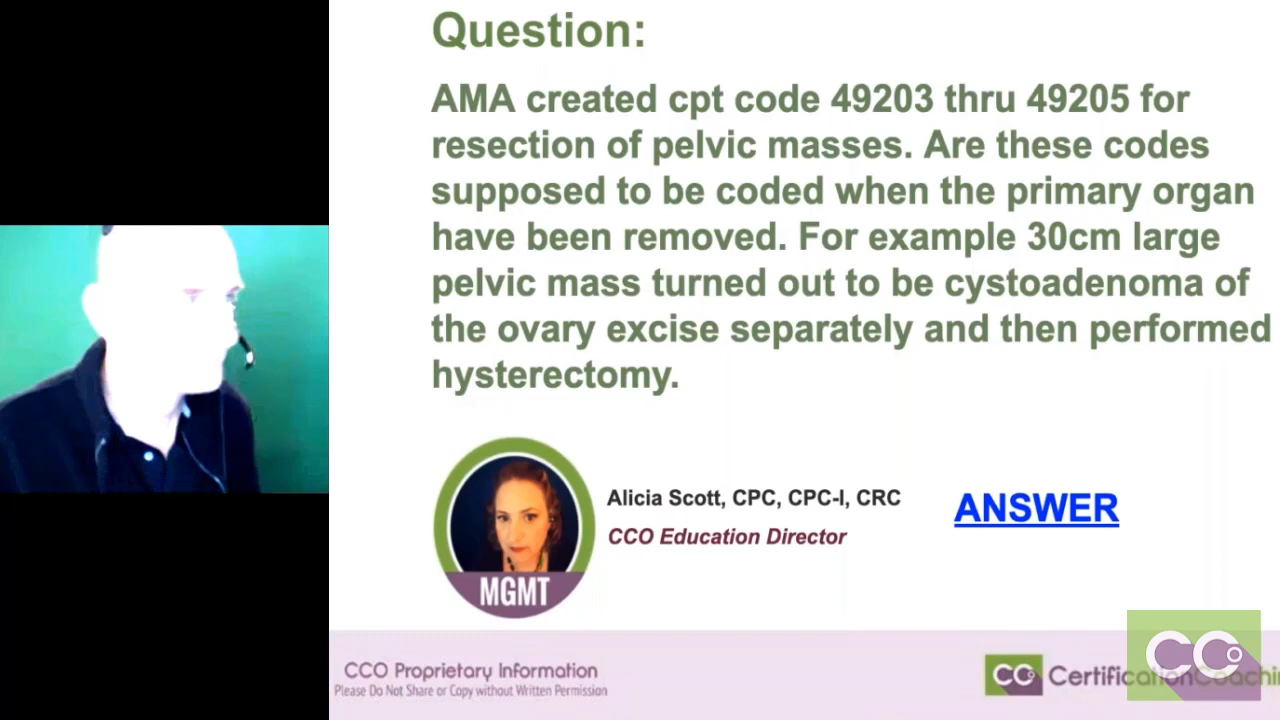 Question:
AMA created cpt code 49203 thru 49205 for
resection of pelvic masses. Are these codes
supposed to be coded when the primary organ
have been removed. For example 30cm large
pelvic mass turned out to be cystoadenoma of
the ovary excise separately and then performed
hysterectomy.
Alicia Scott, CPC, CPC-I, CRC
CCO Education Director
ANSWER
MGMT
CCO Proprietary Information
Please Do Not Share or Copy without Written Permission
CCO CertificationCoachi
CCO